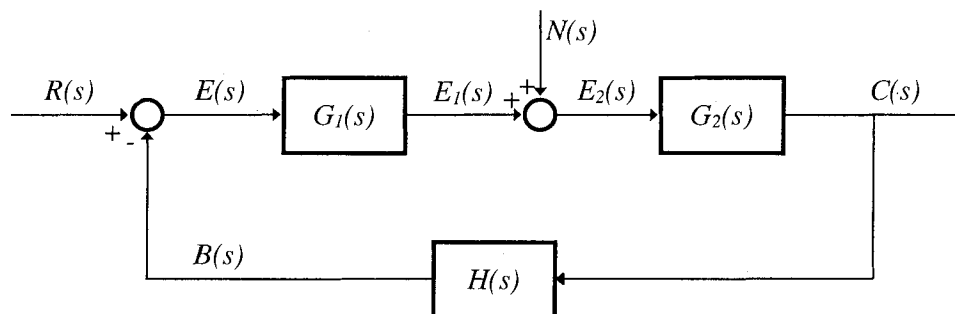 N(s)
R(s)
E(s)
E1(s)
E2(s)
C(s)
+
+
G1(s)
G2(s)
+
-
B(s)
H(s)